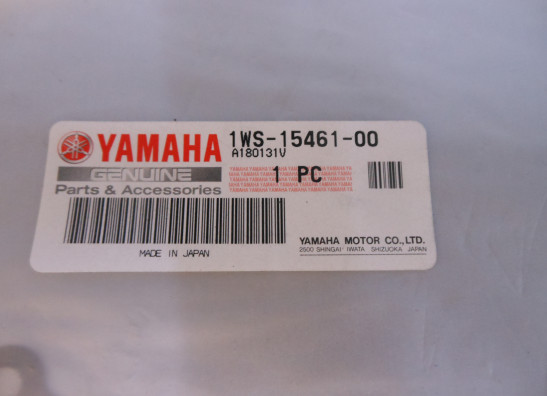 YAMAHA 1WS-15461-00
A180131V
GENUINE
1 PC
Parts & Accessories
MADE IN JAPAN
YAMAHA MOTOR CO.,LTD.
2500 SHINGAI IWATA SHIZUOKA JAPAN